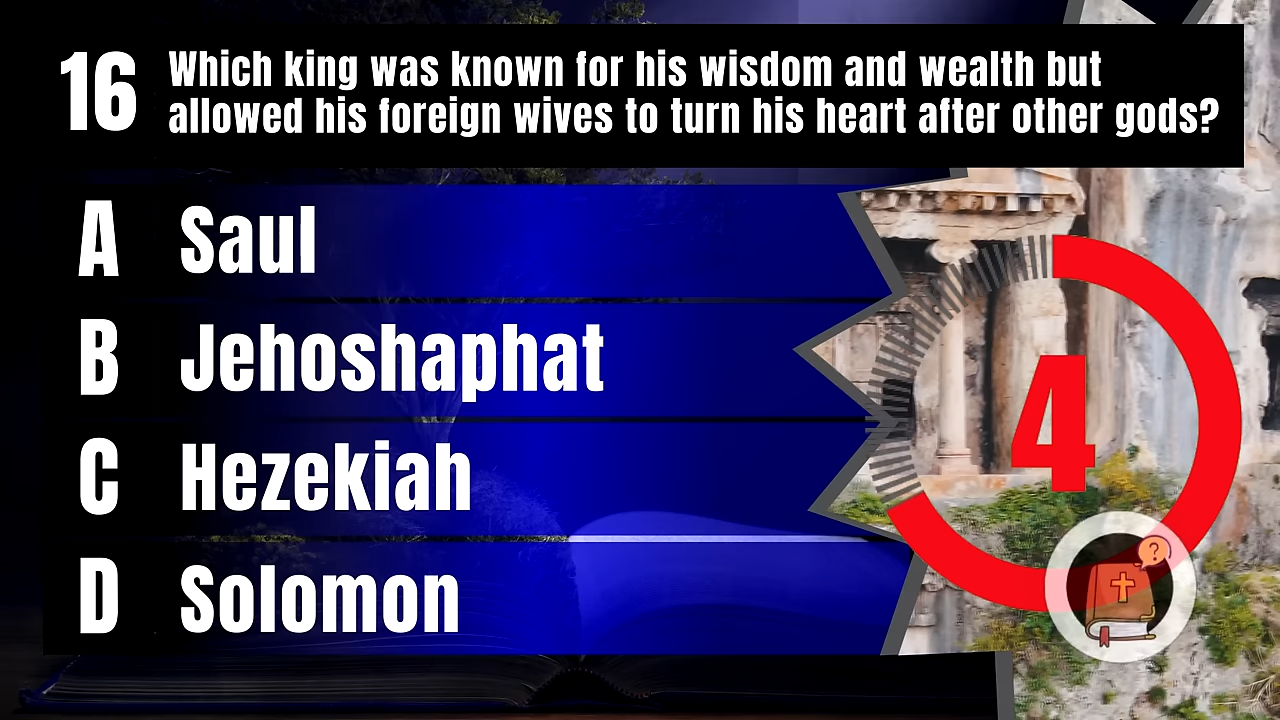 16
Which king was known for his wisdom and wealth but
allowed his foreign wives to turn his heart after other gods?
A Saul
B Jehoshaphat
C Hezekiah
D Solomon
4
?